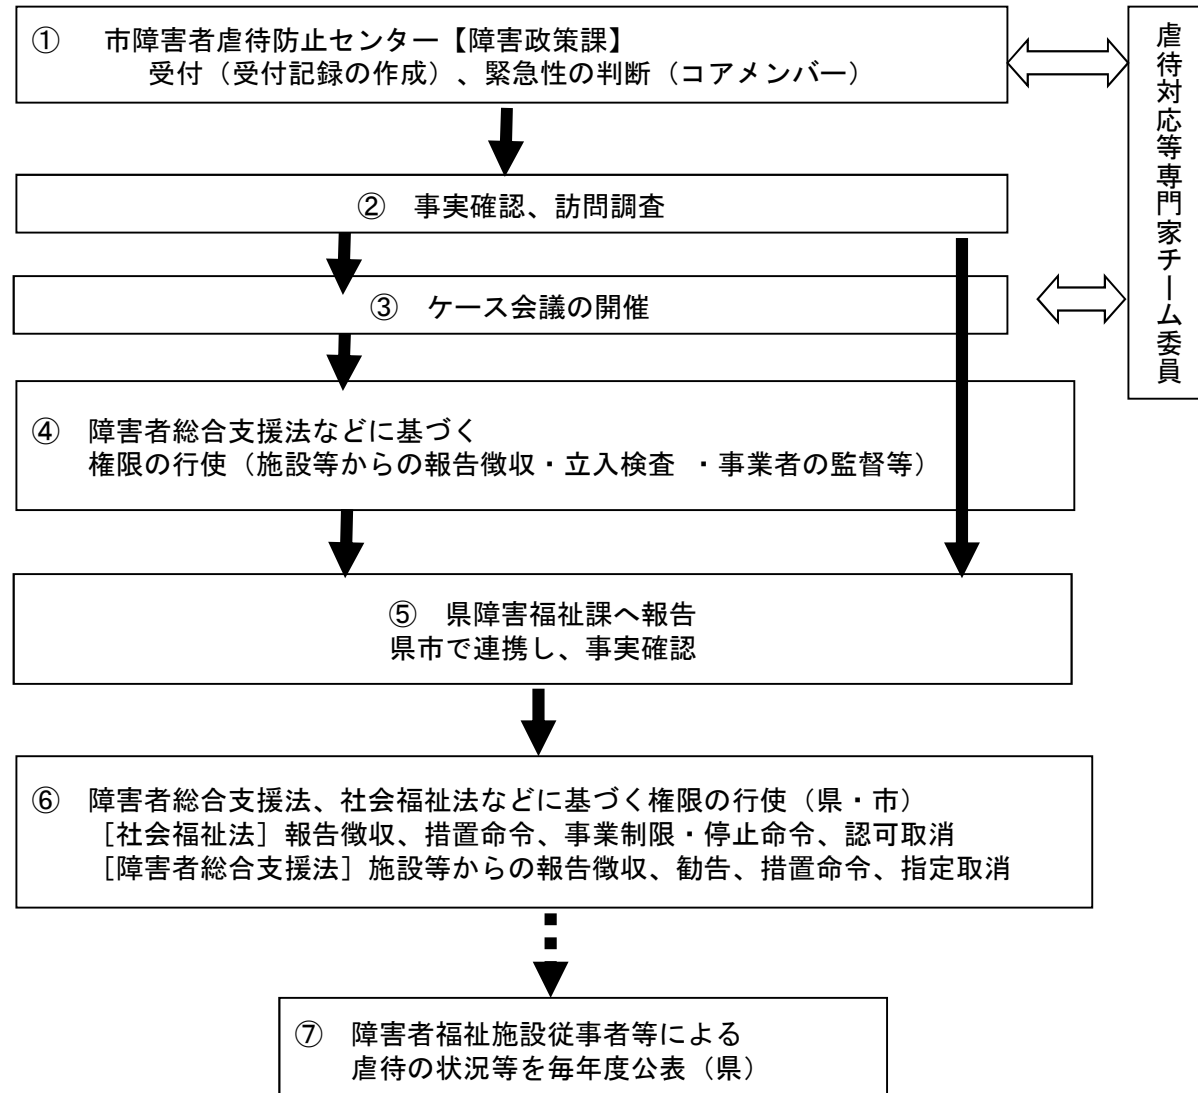 ① 市障害者虐待防止センター【障害政策課】
受付（受付記録の作成）、緊急性の判断（コアメンバー）
虐待対応等専門家チーム委員
② 事実確認、訪問調査
③ ケース会議の開催
④ 障害者総合支援法などに基づく
権限の行使（施設等からの報告徴収・立入検査 ・事業者の監督等）
⑤ 県障害福祉課へ報告
県市で連携し、事実確認
⑥ 障害者総合支援法、社会福祉法などに基づく権限の行使（県・市）
［社会福祉法］報告徴収、措置命令、事業制限・停止命令、認可取消
［障害者総合支援法］施設等からの報告徴収、勧告、措置命令、指定取消
⑦ 障害者福祉施設従事者等による
虐待の状況等を毎年度公表（県）